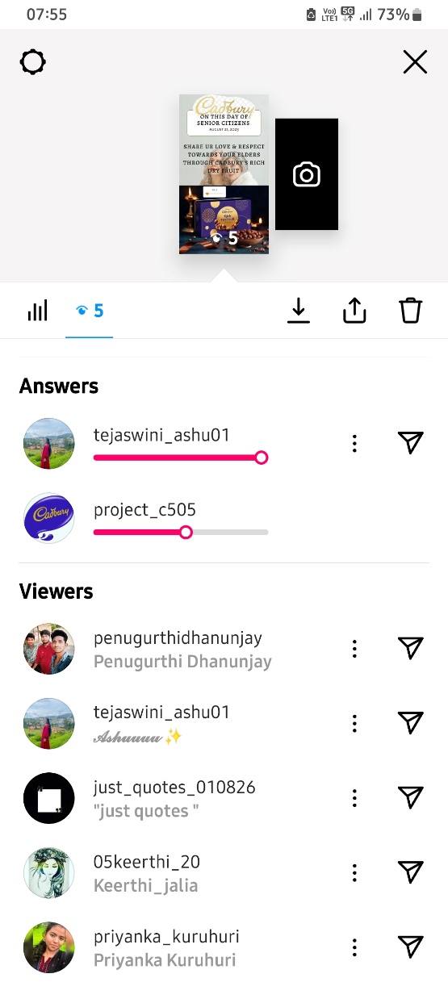 07:55
Vo)) 5G
LTE1 73%
Cadbury
ON THIS DAY OF
SENIOR CITIZENS
AUGUST 21, 2023
SHARE UR LOVE & RESPECT
TOWARDS YOUR ELDERS
THROUGH CADBURY'S RICH
DRY FRUIT
5
5
Answers
tejaswini_ashu01
Cadbury
project_c505
Viewers
penugurthidhanunjay
Penugurthi Dhanunjay
tejaswini_ashu01
𝒜𝓈𝒽𝓊𝓊𝓊𝓊 ✨
just_quotes_010826
"just quotes "
05keerthi_20
Keerthi_jalia
priyanka_kuruhuri
Priyanka Kuruhuri